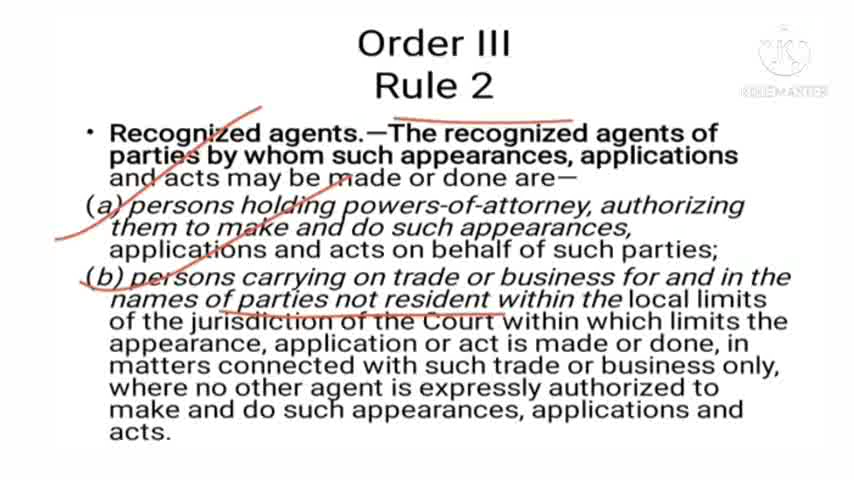 Order III
Rule 2
• Recognized agents.—The recognized agents of
parties by whom such appearances, applications
and acts may be made or done are—
(a) persons holding powers-of-attorney, authorizing
them to make and do such appearances,
applications and acts on behalf of such parties;
(b) persons carrying on trade or business for and in the
names of parties not resident within the local limits
of the jurisdiction of the Court within which limits the
appearance, application or act is made or done, in
matters connected with such trade or business only,
where no other agent is expressly authorized to
make and do such appearances, applications and
acts.
KINEMASTER